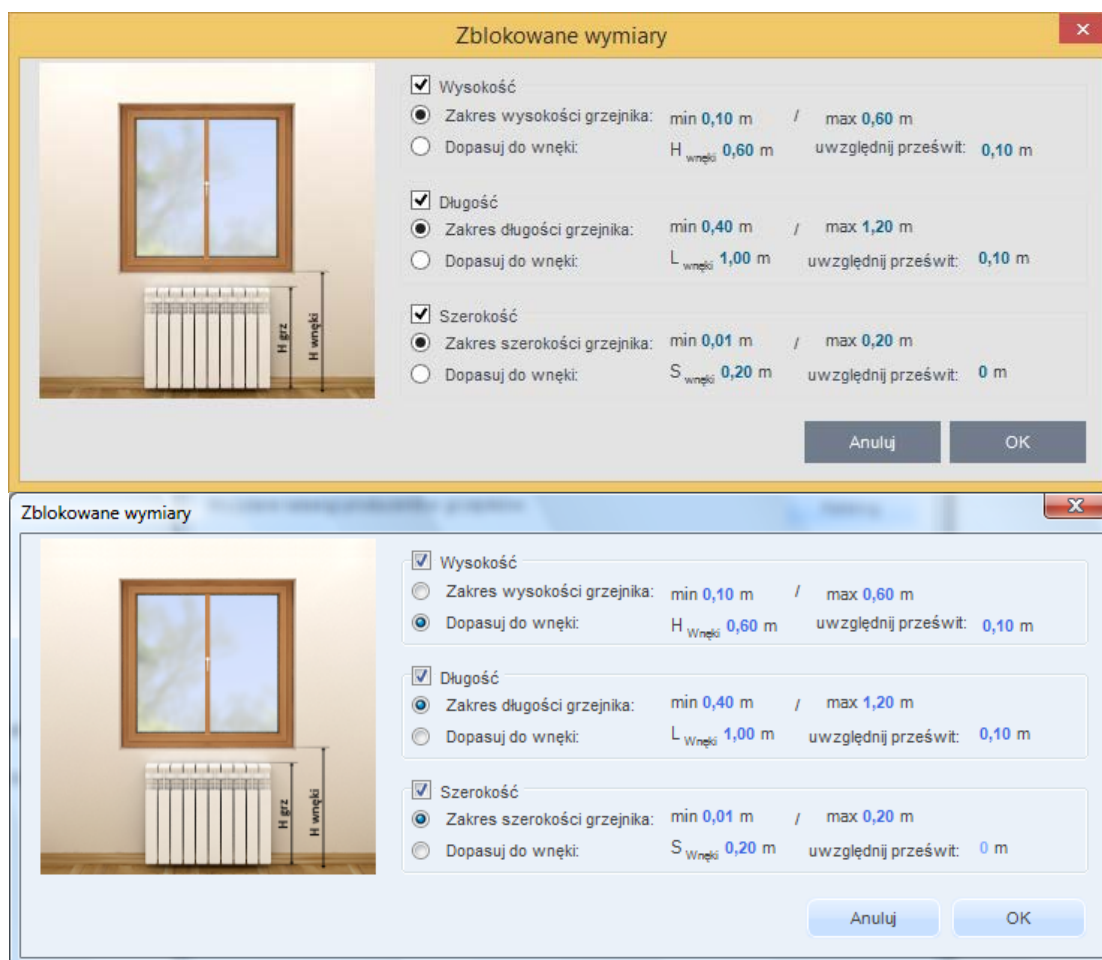 Zblokowane wymiary
Wysokość
Zakres wysokości grzejnika: min 0,10 m / max 0,60 m
Dopasuj do wnęki: H wnęki 0,60 m uwzględnij prześwit: 0,10 m
Długość
Zakres długości grzejnika: min 0,40 m / max 1,20 m
Dopasuj do wnęki: L wnęki 1,00 m uwzględnij prześwit: 0,10 m
Szerokość
Zakres szerokości grzejnika: min 0,01 m / max 0,20 m
Dopasuj do wnęki: S wnęki 0,20 m uwzględnij prześwit: 0 m
H grz
H wnęki
Anuluj OK
Zblokowane wymiary
Wysokość
Zakres wysokości grzejnika: min 0,10 m / max 0,60 m
Dopasuj do wnęki: H Wnęki 0,60 m uwzględnij prześwit: 0,10 m
Długość
Zakres długości grzejnika: min 0,40 m / max 1,20 m
Dopasuj do wnęki: L Wnęki 1,00 m uwzględnij prześwit: 0,10 m
Szerokość
Zakres szerokości grzejnika: min 0,01 m / max 0,20 m
Dopasuj do wnęki: S Wnęki 0,20 m uwzględnij prześwit: 0 m
H grz
H wnęki
Anuluj OK